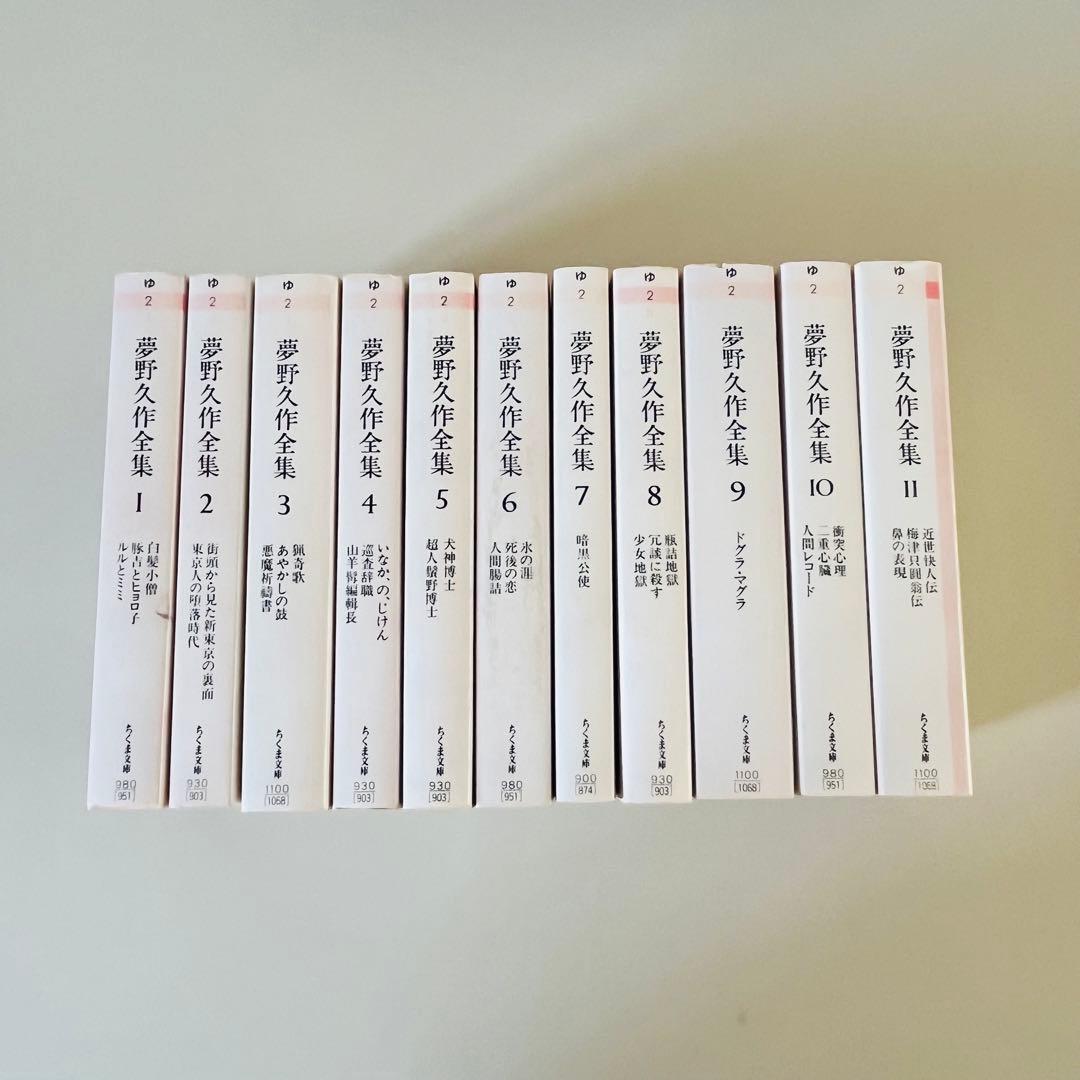 ゆ
2
夢野久作全集
1
白髪小僧
豚吉とヒョロ子
ルルとミミ
ちくま文庫
980
951
ゆ
2
夢野久作全集
2
街頭から見た新東京の裏面
東京人の堕落時代
ちくま文庫
930
903
ゆ
2
夢野久作全集
3
猟奇歌
あやかしの鼓
悪魔祈祷書
ちくま文庫
1100
1068
ゆ
2
夢野久作全集
4
いなか、の、じけん
巡査辞職
山羊髯編輯長
ちくま文庫
930
903
ゆ
2
夢野久作全集
5
犬神博士
超人鬚野博士
ちくま文庫
930
903
ゆ
2
夢野久作全集
6
氷の涯
死後の恋
人間腸詰
ちくま文庫
980
951
ゆ
2
夢野久作全集
7
暗黒公使
ちくま文庫
900
874
ゆ
2
夢野久作全集
8
瓶詰地獄
冗談に殺す
少女地獄
ちくま文庫
930
903
ゆ
2
夢野久作全集
9
ドグラ・マグラ
ちくま文庫
1100
1068
ゆ
2
夢野久作全集
10
衝突心理
二重心臓
人間レコード
ちくま文庫
980
951
ゆ
2
夢野久作全集
11
近世快人伝
梅津只圓翁伝
鼻の表現
ちくま文庫
1100
1068